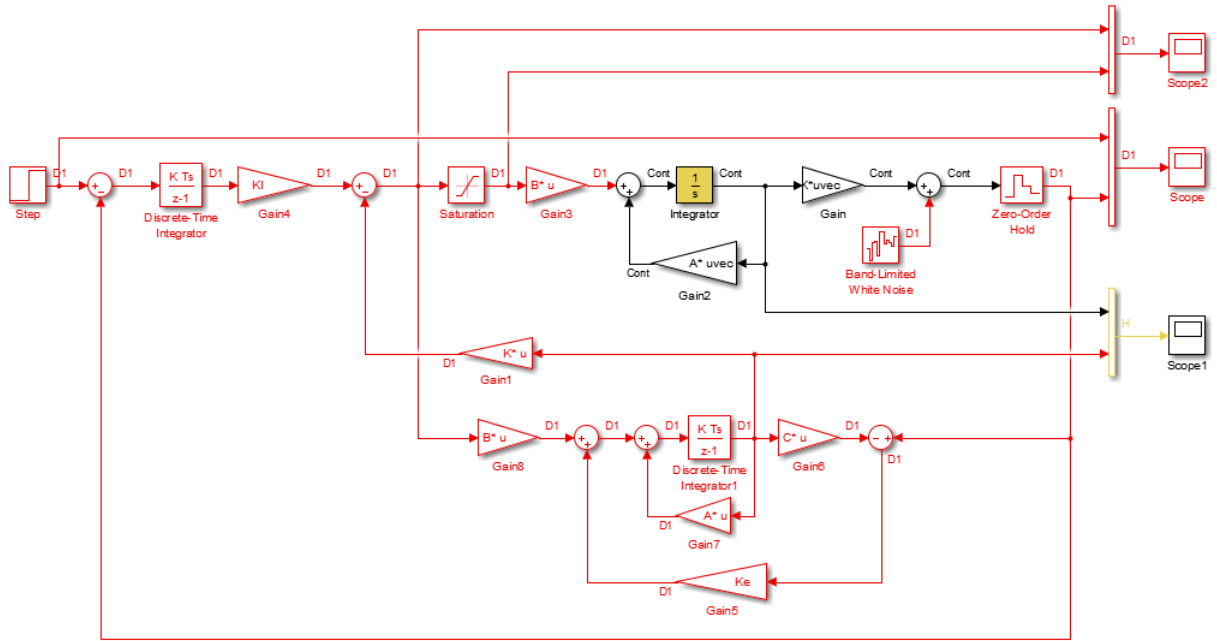 D1
Scope2
D1
Step
D1
+
−
D1
K Ts
z-1
Discrete-Time
Integrator
D1
KI
Gain4
D1
+
−
D1
Saturation
D1
B* u
Gain3
D1
+
+
Cont
1
s
Integrator
Cont
K*uvec
Gain
Cont
+
+
Cont
Zero-Order
Hold
D1
D1
Scope
D1
Band-Limited
White Noise
Cont
A* uvec
Gain2
H
Scope1
D1
K* u
Gain1
B* u
Gain8
D1
+
+
D1
+
+
D1
K Ts
z-1
Discrete-Time
Integrator1
D1
C* u
Gain6
D1
− +
D1
D1
A* u
Gain7
D1
Ke
Gain5